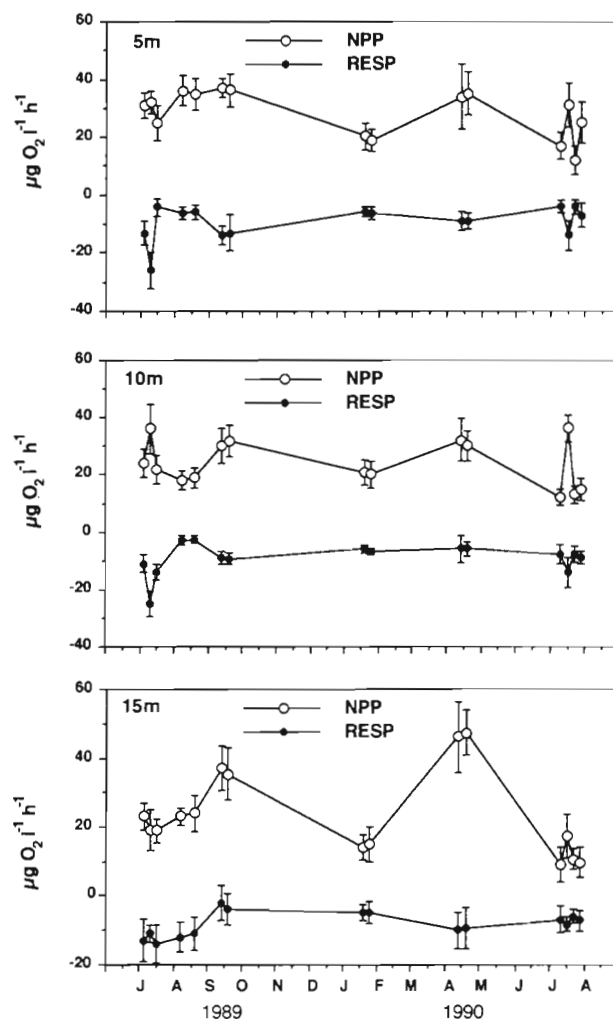 60
5m
NPP
RESP
40
20
0
-20
-40
µg O₂ l⁻¹ h⁻¹
60
10m
NPP
RESP
40
20
0
-20
-40
µg O₂ l⁻¹ h⁻¹
60
15m
NPP
RESP
40
20
0
-20
µg O₂ l⁻¹ h⁻¹
J A S O N D J F M A M J J A
1989 1990